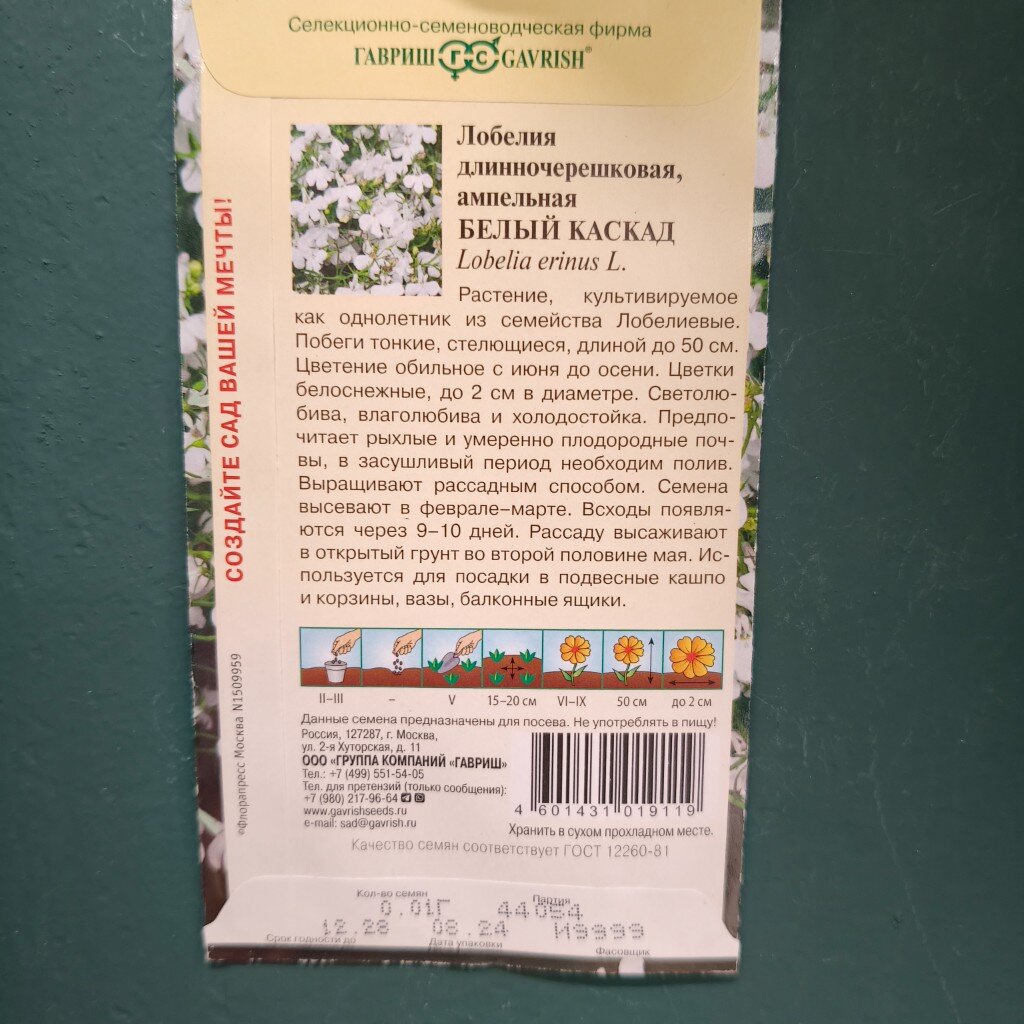 Селекционно-семеноводческая фирма
ГАВРИШ ГС GAVRISH®
Лобелия
длинночерешковая,
ампельная
БЕЛЫЙ КАСКАД
Lobelia erinus L.
Растение, культивируемое
как однолетник из семейства Лобелиевые.
Побеги тонкие, стелющиеся, длиной до 50 см.
Цветение обильное с июня до осени. Цветки
белоснежные, до 2 см в диаметре. Светолю-
бива, влаголюбива и холодостойка. Предпо-
читает рыхлые и умеренно плодородные поч-
вы, в засушливый период необходим полив.
Выращивают рассадным способом. Семена
высевают в феврале–марте. Всходы появля-
ются через 9–10 дней. Рассаду высаживают
в открытый грунт во второй половине мая. Ис-
пользуется для посадки в подвесные кашпо
и корзины, вазы, балконные ящики.
СОЗДАЙТЕ САД ВАШЕЙ МЕЧТЫ!
®Флорапресс Москва N1509959
II–III – V 15–20 см VI–IX 50 см до 2 см
Данные семена предназначены для посева. Не употреблять в пищу!
Россия, 127287, г. Москва,
ул. 2-я Хуторская, д. 11
ООО «ГРУППА КОМПАНИЙ «ГАВРИШ»
Тел.: +7 (499) 551-54-05
Тел. для претензий (только сообщения):
+7 (980) 217-96-64
www.gavrishseeds.ru
e-mail: sad@gavrish.ru
4 601431 019119
Хранить в сухом прохладном месте.
Качество семян соответствует ГОСТ 12260-81
Кол-во семян Партия
0,01Г 44054
12.28 08.24 И9999
Срок годности до Дата упаковки Фасовщик